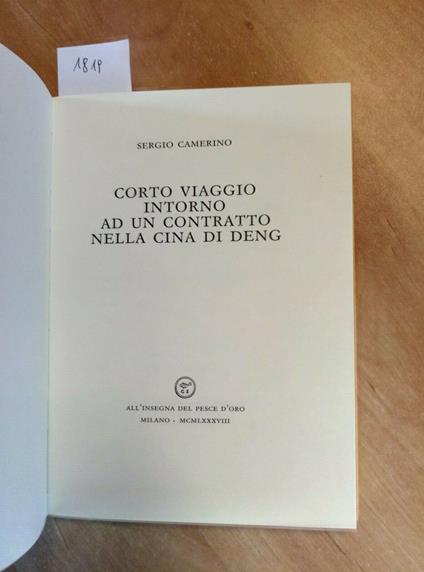 1819
SERGIO CAMERINO
CORTO VIAGGIO
INTORNO
AD UN CONTRATTO
NELLA CINA DI DENG
ALL'INSEGNA DEL PESCE D'ORO
MILANO - MCMLXXXVIII